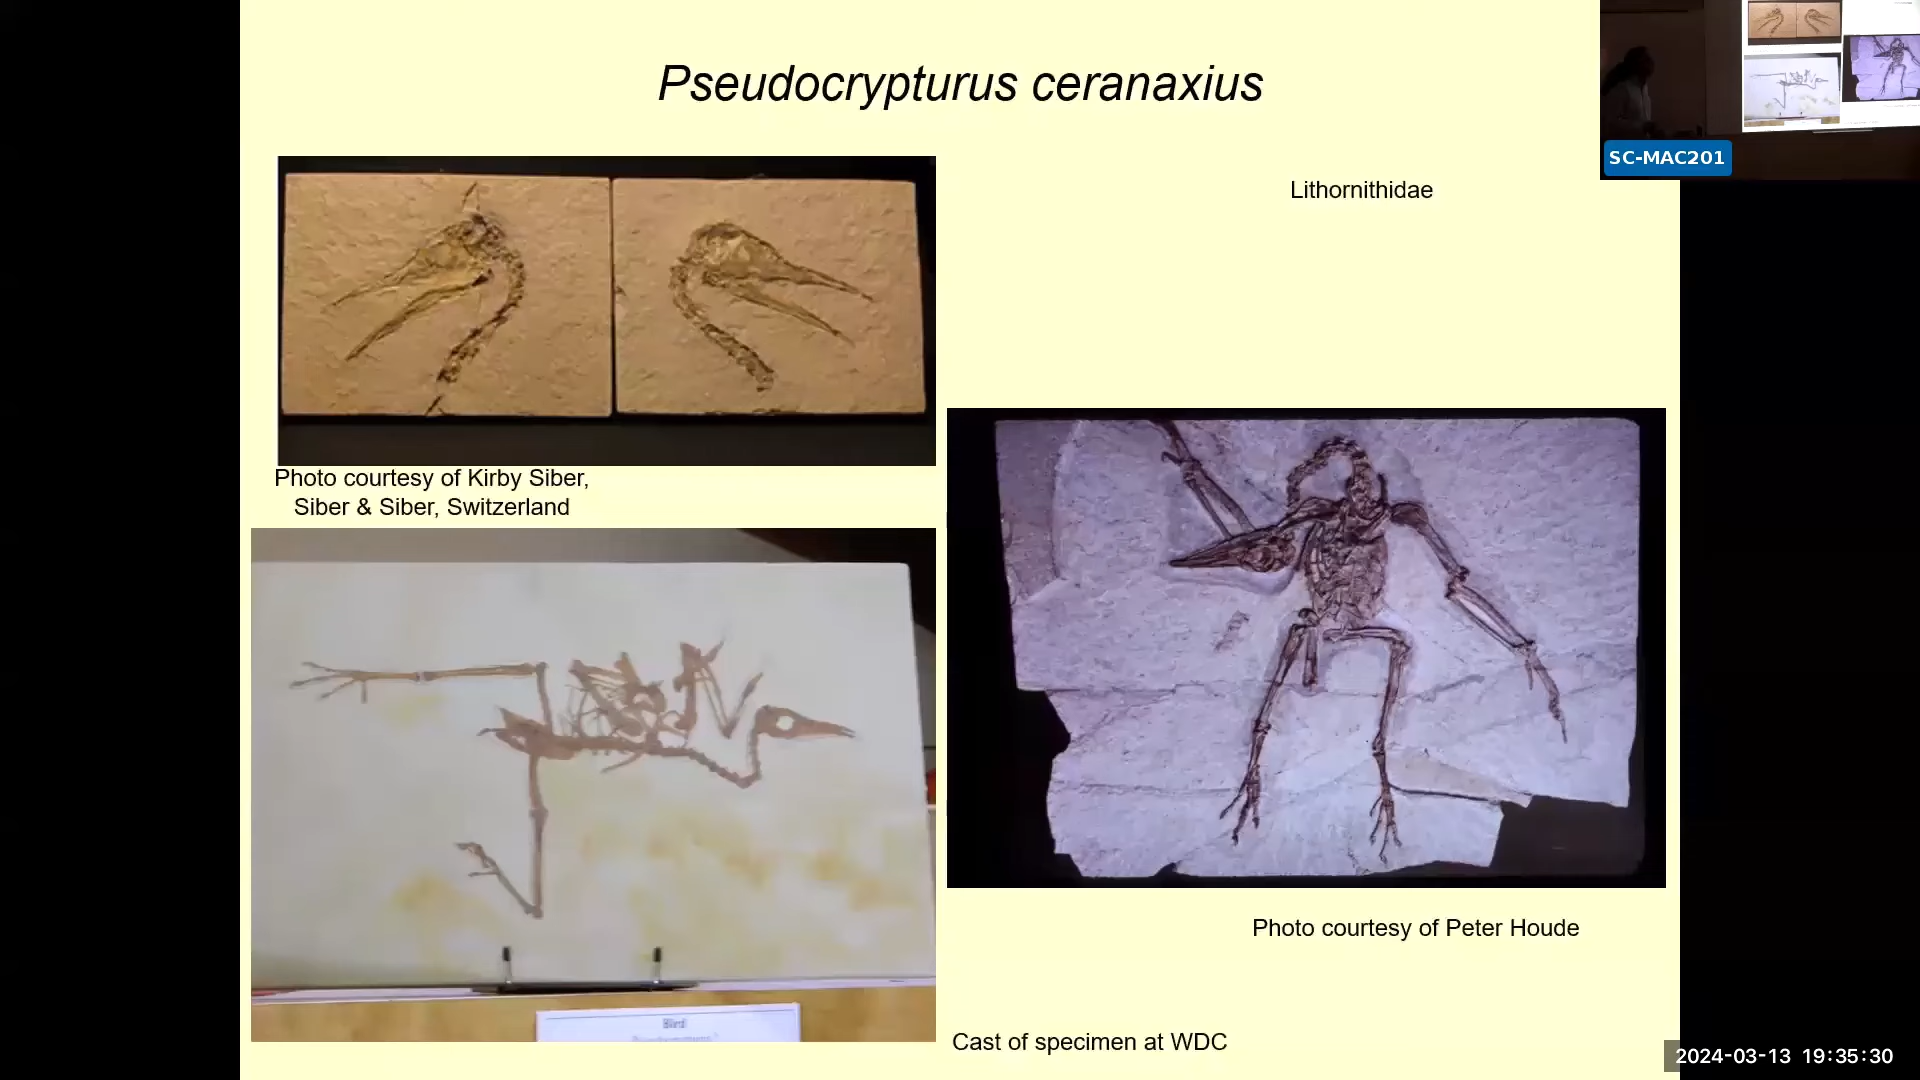 Pseudocrypturus ceranaxius
SC-MAC201
Lithornithidae
Photo courtesy of Kirby Siber,
Siber & Siber, Switzerland
Photo courtesy of Peter Houde
Bird
Cast of specimen at WDC
2024-03-13 19:35:30